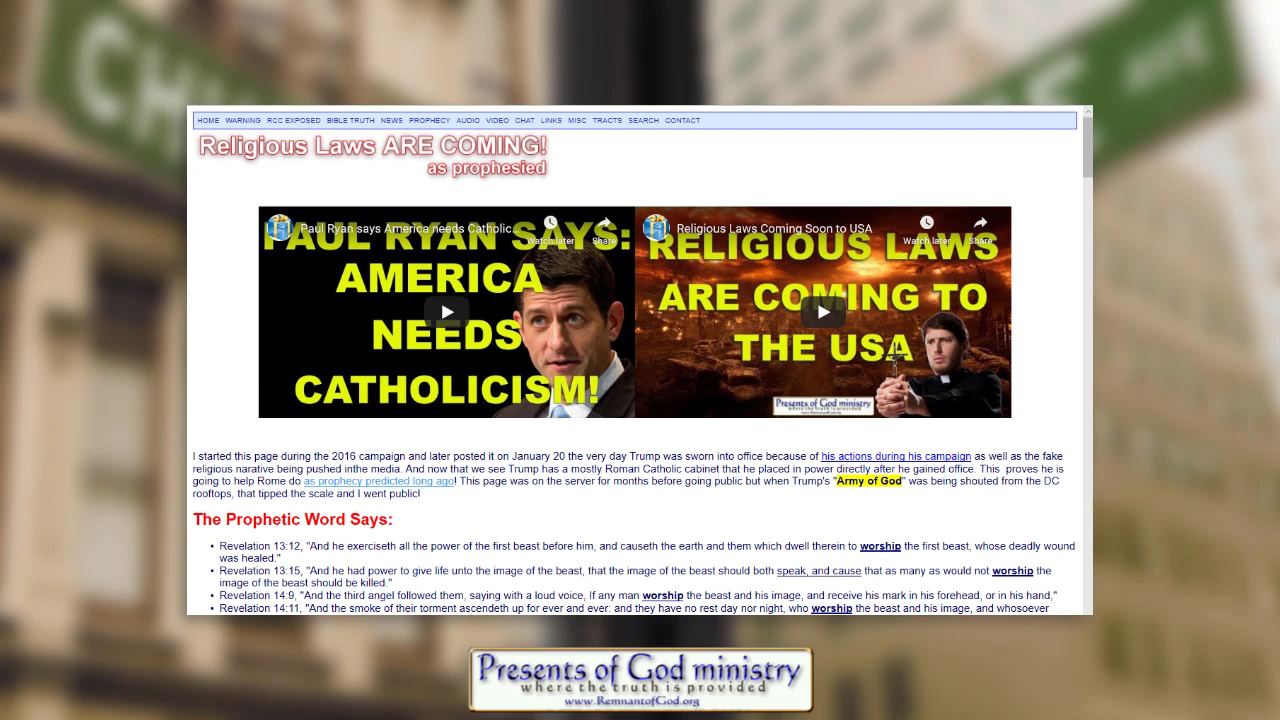 CHU
HOME WARNING RCC EXPOSED BIBLE TRUTH NEWS PROPHECY AUDIO VIDEO CHAT LINKS MISC TRACTS SEARCH CONTACT
Religious Laws ARE COMING!
as prophesied
Paul Ryan says America needs Catholic...
Watch later
Share
PAUL RYAN SAYS:
AMERICA
NEEDS
CATHOLICISM!
Religious Laws Coming Soon to USA
Watch later
Share
RELIGIOUS LAWS
ARE COMING TO
THE USA
Presents of God ministry
where the truth is provided
www.RemnantofGod.org
I started this page during the 2016 campaign and later posted it on January 20 the very day Trump was sworn into office because of his actions during his campaign as well as the fake
religious narative being pushed inthe media. And now that we see Trump has a mostly Roman Catholic cabinet that he placed in power directly after he gained office. This proves he is
going to help Rome do as prophecy predicted long ago! This page was on the server for months before going public but when Trump's "Army of God" was being shouted from the DC
rooftops, that tipped the scale and I went public!
The Prophetic Word Says:
• Revelation 13:12, "And he exerciseth all the power of the first beast before him, and causeth the earth and them which dwell therein to worship the first beast, whose deadly wound
was healed."
• Revelation 13:15, "And he had power to give life unto the image of the beast, that the image of the beast should both speak, and cause that as many as would not worship the
image of the beast should be killed."
• Revelation 14:9, "And the third angel followed them, saying with a loud voice, If any man worship the beast and his image, and receive his mark in his forehead, or in his hand,"
• Revelation 14:11, "And the smoke of their torment ascendeth up for ever and ever: and they have no rest day nor night, who worship the beast and his image, and whosoever
Presents of God ministry
where the truth is provided
www.RemnantofGod.org